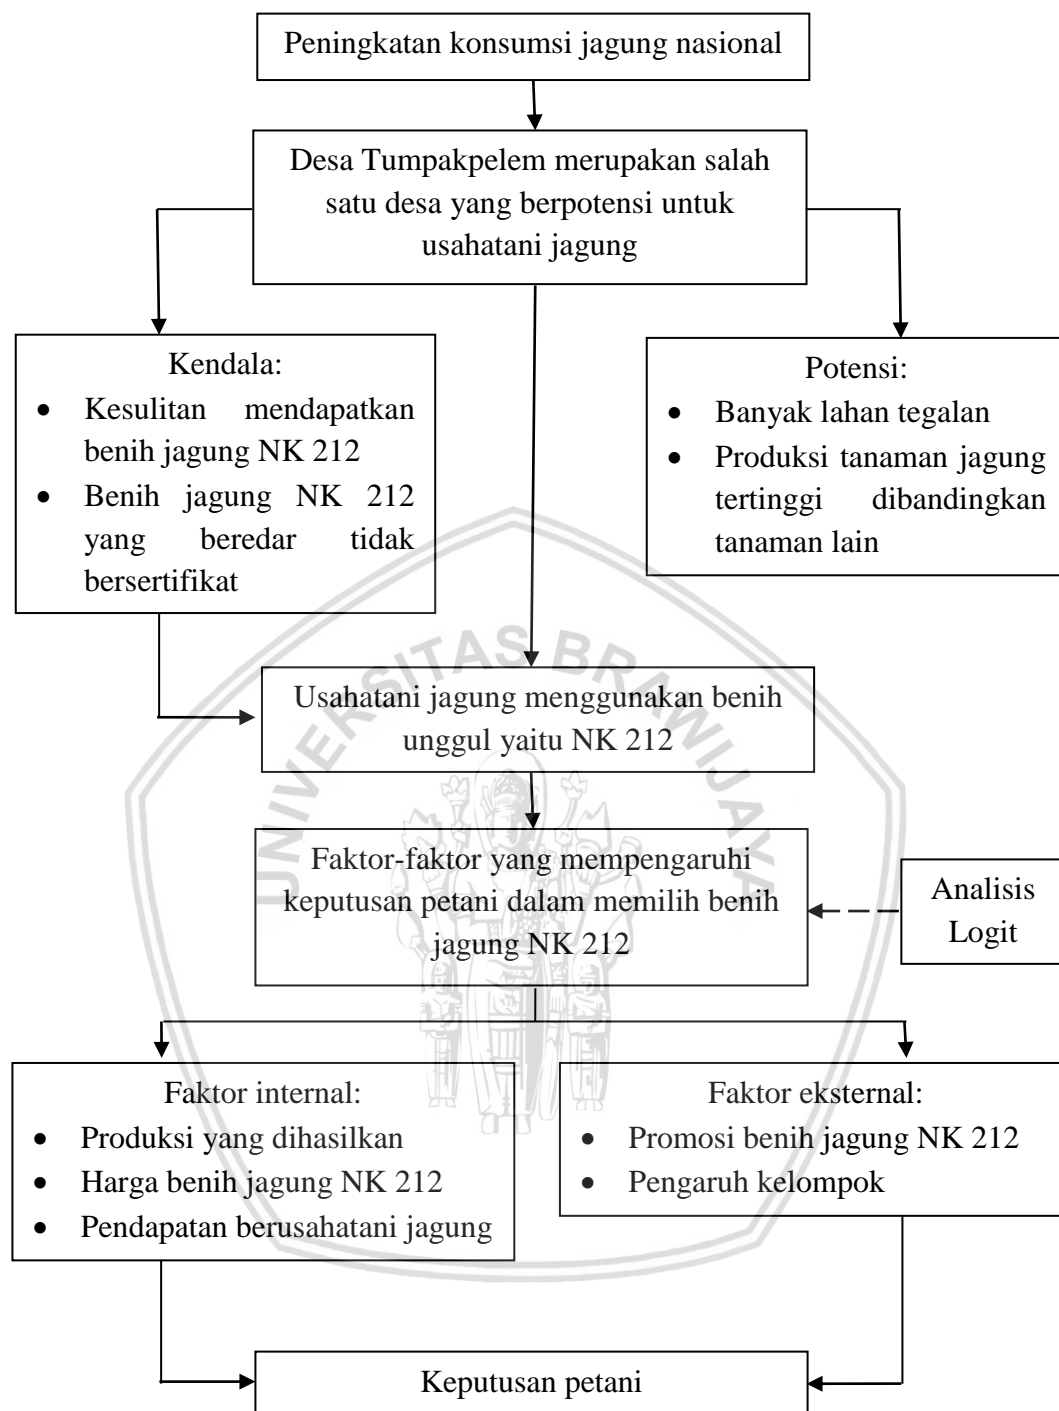 Peningkatan konsumsi jagung nasional
Desa Tumpakpelem merupakan salah
satu desa yang berpotensi untuk
usahatani jagung
Kendala:
• Kesulitan mendapatkan
benih jagung NK 212
• Benih jagung NK 212
yang beredar tidak
bersertifikat
Potensi:
• Banyak lahan tegalan
• Produksi tanaman jagung
tertinggi dibandingkan
tanaman lain
UNIVERSITAS BRAWIJAYA
Usahatani jagung menggunakan benih
unggul yaitu NK 212
Faktor-faktor yang mempengaruhi
keputusan petani dalam memilih benih
jagung NK 212
Analisis
Logit
Faktor internal:
• Produksi yang dihasilkan
• Harga benih jagung NK 212
• Pendapatan berusahatani jagung
Faktor eksternal:
• Promosi benih jagung NK 212
• Pengaruh kelompok
Keputusan petani